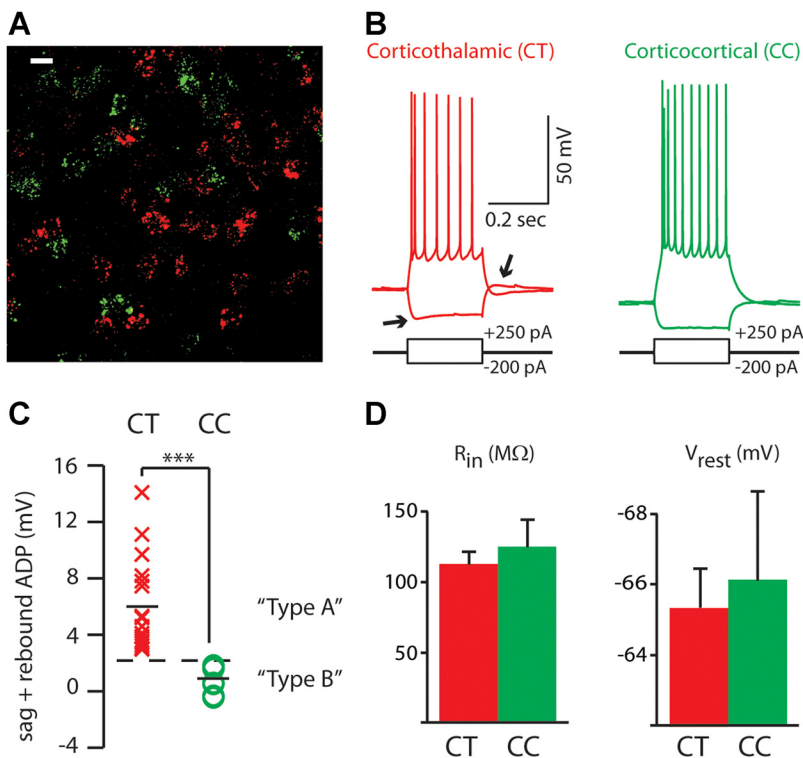 A
B
Corticothalamic (CT)
Corticocortical (CC)
50 mV
0.2 sec
+250 pA
-200 pA
+250 pA
-200 pA
C
CT CC
***
sag + rebound ADP (mV)
16
12
8
4
0
-4
“Type A”
“Type B”
D
Rin (MΩ)
150
100
50
CT CC
Vrest (mV)
-68
-66
-64
CT CC